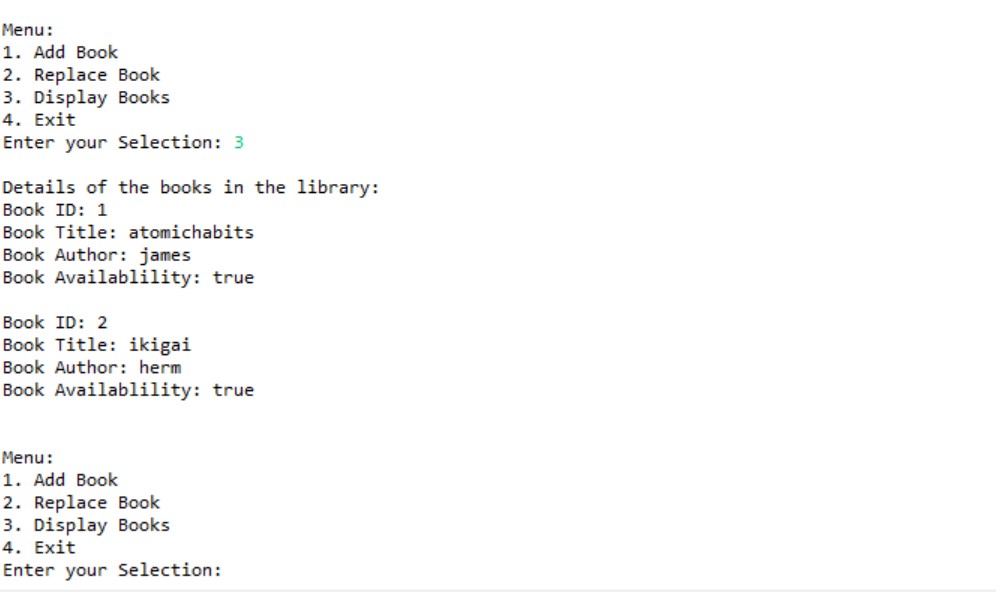 Menu:
1. Add Book
2. Replace Book
3. Display Books
4. Exit
Enter your Selection: 3
Details of the books in the library:
Book ID: 1
Book Title: atomichabits
Book Author: james
Book Availablility: true
Book ID: 2
Book Title: ikigai
Book Author: herm
Book Availablility: true
Menu:
1. Add Book
2. Replace Book
3. Display Books
4. Exit
Enter your Selection: